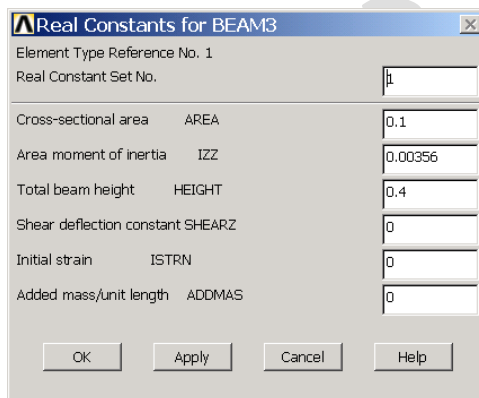 Real Constants for BEAM3
Element Type Reference No. 1
Real Constant Set No. 1
Cross-sectional area AREA 0.1
Area moment of inertia IZZ 0.00356
Total beam height HEIGHT 0.4
Shear deflection constant SHEARZ 0
Initial strain ISTRN 0
Added mass/unit length ADDMAS 0
OK Apply Cancel Help